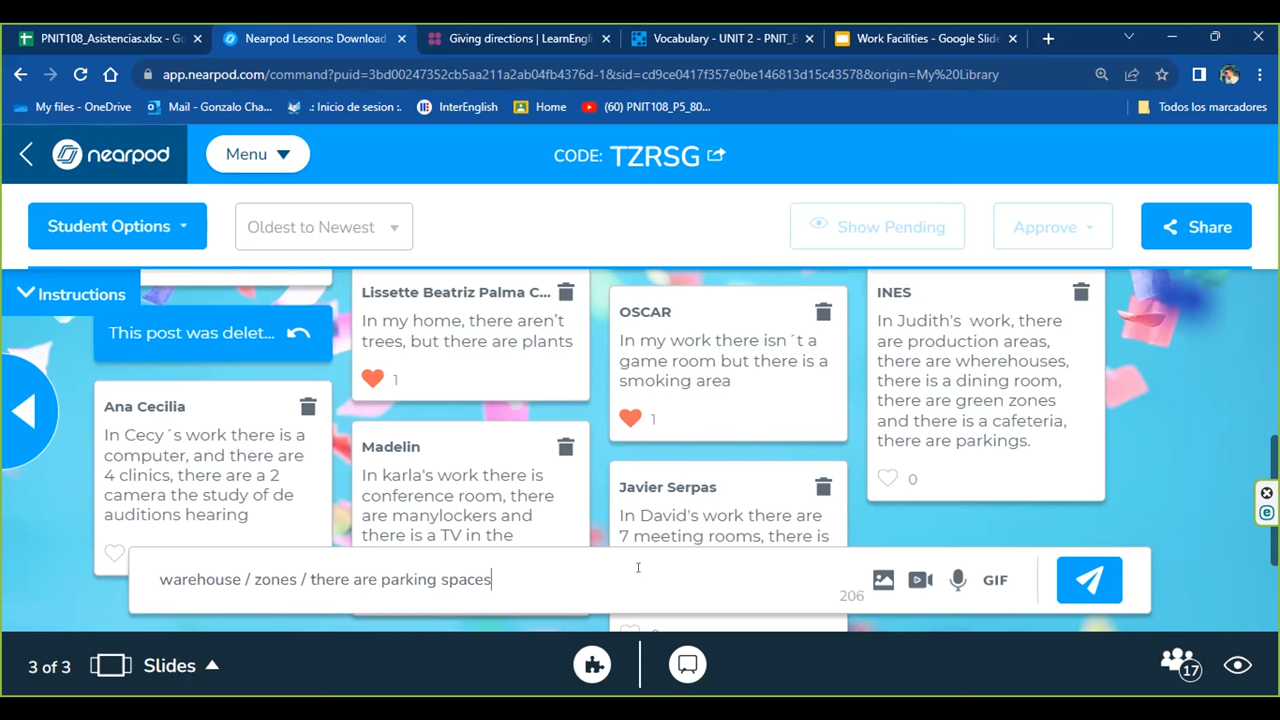 PNIT108_Asistencias.xlsx - Go
Nearpod Lessons: Download
Giving directions | LearnEngli
Vocabulary - UNIT 2 - PNIT_E
Work Facilities - Google Slide
app.nearpod.com/command?puid=3bd00247352cb5aa211a2ab04fb4376d-1&sid=cd9ce0417f357e0be146813d15c43578&origin=My%20Library
My files - OneDrive
Mail - Gonzalo Cha...
.: Inicio de sesion :.
InterEnglish
Home
(60) PNIT108_P5_80...
Todos los marcadores
nearpod
Menu
CODE: TZRSG
Student Options
Oldest to Newest
Show Pending
Approve
Share
Instructions
This post was delet...
Ana Cecilia
In Cecy´s work there is a
computer, and there are
4 clinics, there are a 2
camera the study of de
auditions hearing
Lissette Beatriz Palma C...
In my home, there aren't
trees, but there are plants
1
Madelin
In karla's work there is
conference room, there
are manylockers and
there is a TV in the
OSCAR
In my work there isn´t a
game room but there is a
smoking area
1
Javier Serpas
In David's work there are
7 meeting rooms, there is
INES
In Judith's work, there
are production areas,
there are wherehouses,
there is a dining room,
there are green zones
and there is a cafeteria,
there are parkings.
0
warehouse / zones / there are parking spaces
206
GIF
3 of 3
Slides
17